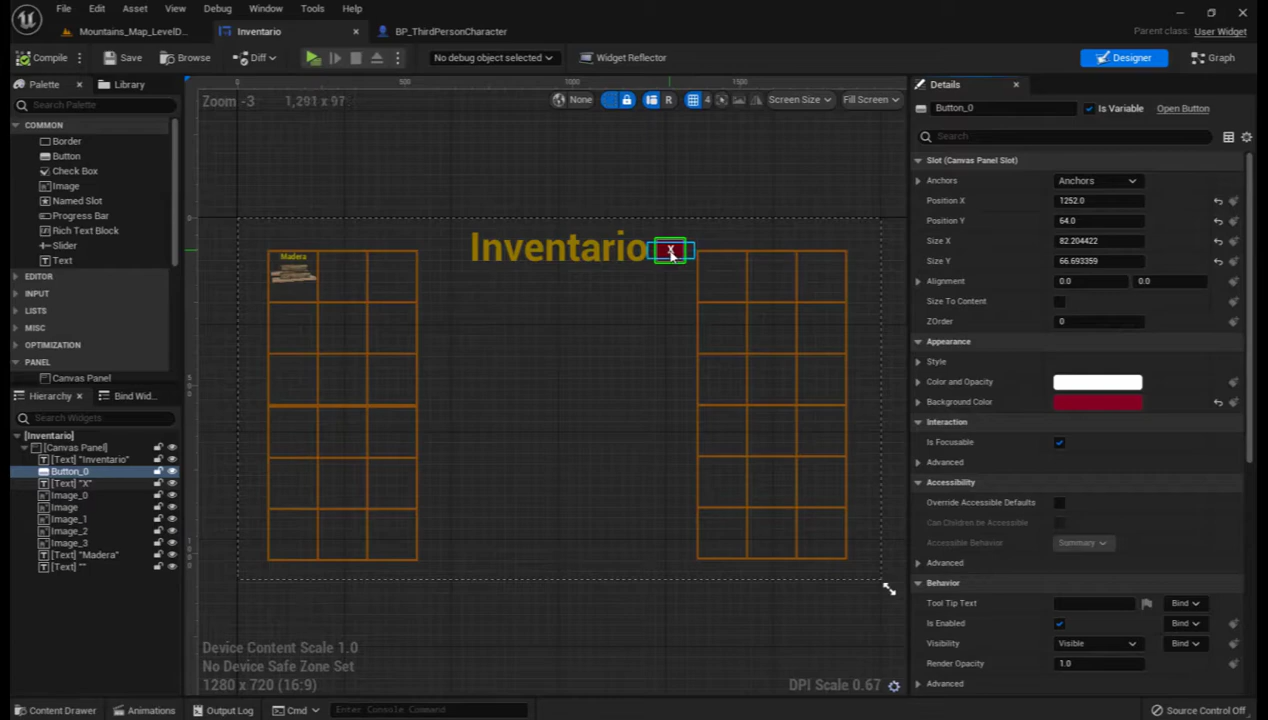 File Edit Asset View Debug Window Tools Help
Mountains_Map_LevelD... Inventario BP_ThirdPersonCharacter Parent class: User Widget
Compile Save Browse Diff No debug object selected Widget Reflector Designer Graph
Palette Library
Search Palette
COMMON
Border
Button
Check Box
Image
Named Slot
Progress Bar
Rich Text Block
Slider
Text
EDITOR
INPUT
LISTS
MISC
OPTIMIZATION
PANEL
Canvas Panel
Hierarchy Bind Wid...
Search Widgets
[Inventario]
[Canvas Panel]
[Text] "Inventario"
Button_0
[Text] "X"
Image_0
Image
Image_1
Image_2
Image_3
[Text] "Madera"
[Text] ""
0 500 1000 1500
Zoom -3 1,291 x 97 None R 4 Screen Size Fill Screen
Inventario X
Madera
Device Content Scale 1.0
No Device Safe Zone Set
1280 x 720 (16:9) DPI Scale 0.67
Details
Button_0 Is Variable Open Button
Search
Slot (Canvas Panel Slot)
Anchors Anchors
Position X 1252.0
Position Y 64.0
Size X 82.204422
Size Y 66.693359
Alignment 0.0 0.0
Size To Content
ZOrder 0
Appearance
Style
Color and Opacity
Background Color
Interaction
Is Focusable
Advanced
Accessibility
Override Accessible Defaults
Can Children be Accessible
Accessible Behavior Summary
Advanced
Behavior
Tool Tip Text Bind
Is Enabled Bind
Visibility Visible Bind
Render Opacity 1.0
Advanced
Content Drawer Animations Output Log Cmd Enter Console Command Source Control Off